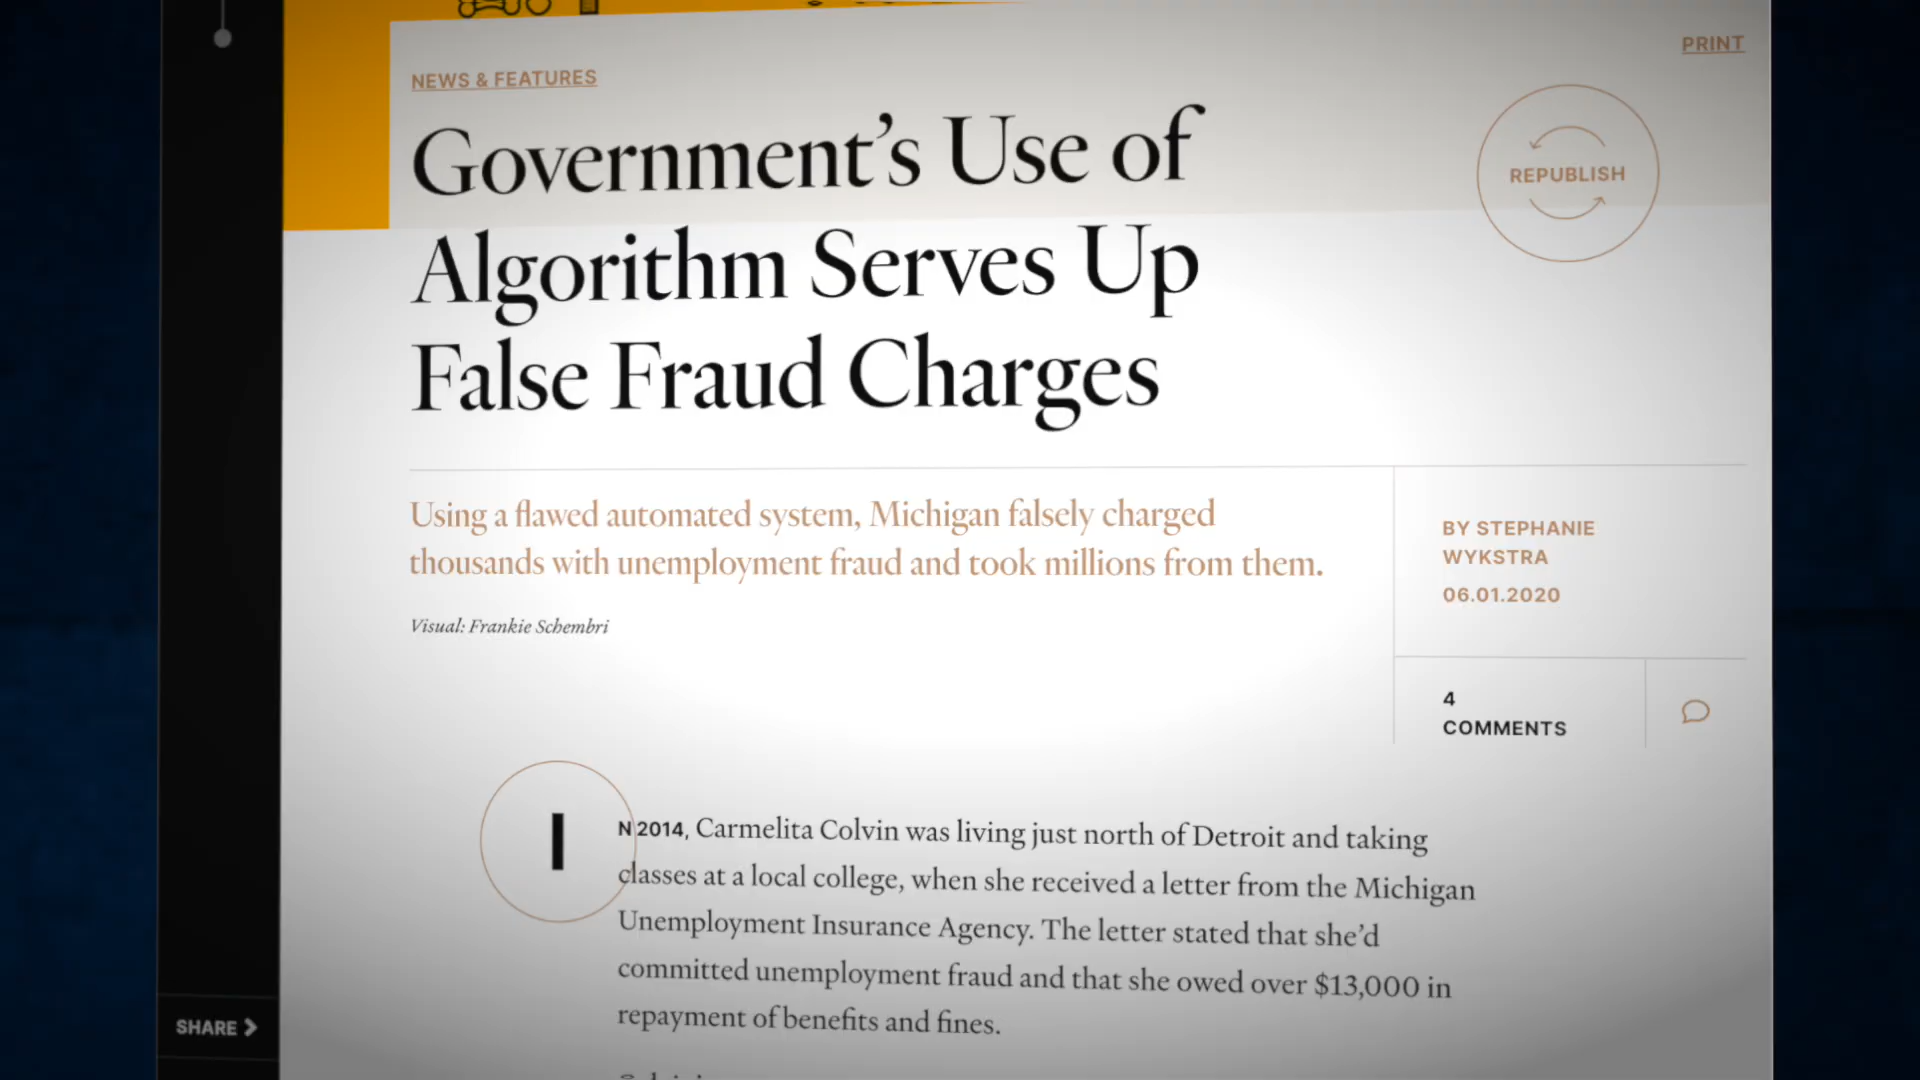 PRINT
NEWS & FEATURES
Government’s Use of
Algorithm Serves Up
False Fraud Charges
REPUBLISH
Using a flawed automated system, Michigan falsely charged
thousands with unemployment fraud and took millions from them.
Visual: Frankie Schembri
BY STEPHANIE
WYKSTRA
06.01.2020
4
COMMENTS
IN 2014, Carmelita Colvin was living just north of Detroit and taking
classes at a local college, when she received a letter from the Michigan
Unemployment Insurance Agency. The letter stated that she’d
committed unemployment fraud and that she owed over $13,000 in
repayment of benefits and fines.
SHARE